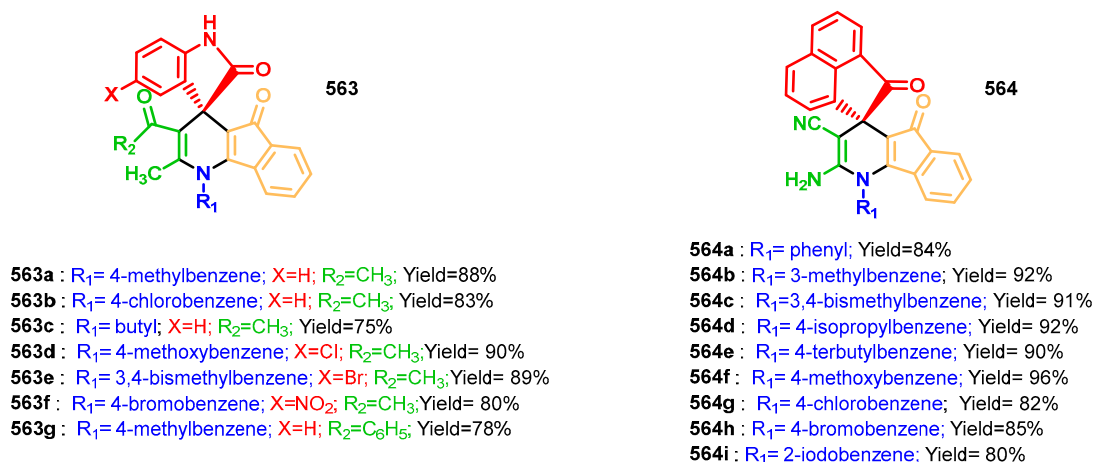 H
N
O
X
O
O
R2
H3C
N
R1
563
O
O
NC
H2N
N
R1
564
563a : R1= 4-methylbenzene; X=H; R2=CH3; Yield=88%
563b : R1= 4-chlorobenzene; X=H; R2=CH3; Yield=83%
563c : R1= butyl; X=H; R2=CH3; Yield=75%
563d : R1= 4-methoxybenzene; X=Cl; R2=CH3;Yield= 90%
563e : R1= 3,4-bismethylbenzene; X=Br; R2=CH3;Yield= 89%
563f : R1= 4-bromobenzene; X=NO2; R2=CH3;Yield= 80%
563g : R1= 4-methylbenzene; X=H; R2=C6H5; Yield=78%
564a : R1= phenyl; Yield=84%
564b : R1= 3-methylbenzene; Yield= 92%
564c : R1=3,4-bismethylbenzene; Yield= 91%
564d : R1= 4-isopropylbenzene; Yield= 92%
564e : R1= 4-terbutylbenzene; Yield= 90%
564f : R1= 4-methoxybenzene; Yield= 96%
564g : R1= 4-chlorobenzene; Yield= 82%
564h : R1= 4-bromobenzene; Yield= 85%
564i : R1= 2-iodobenzene; Yield= 80%